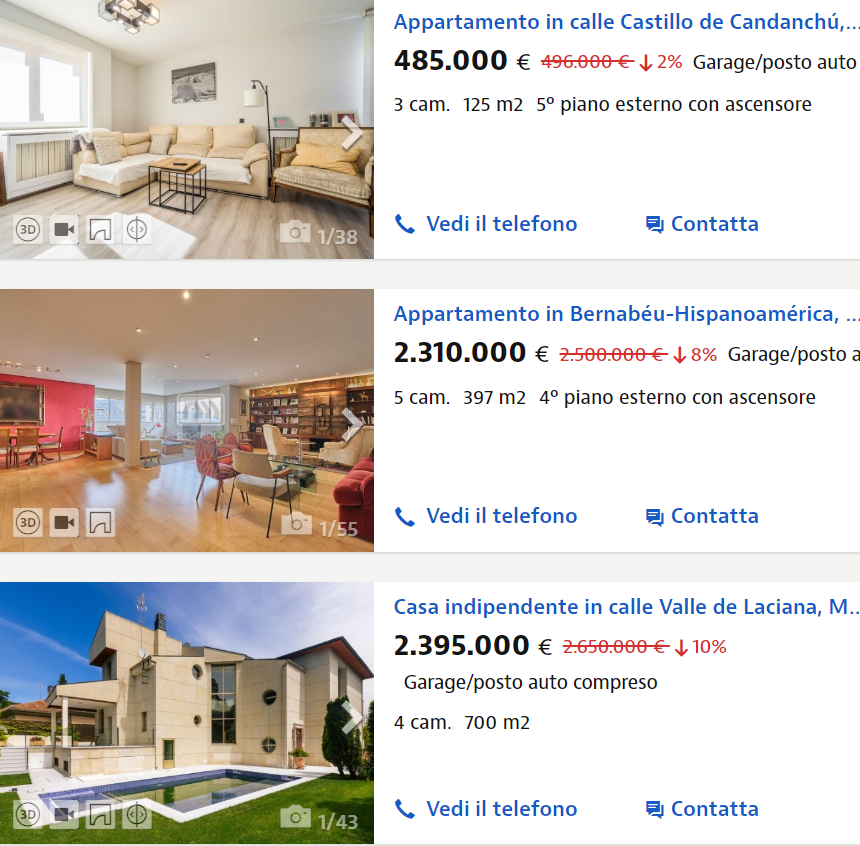 Appartamento in calle Castillo de Candanchú,...
485.000 € 496.000 € 2% Garage/posto auto
3 cam. 125 m2 5º piano esterno con ascensore
3D 1/38
Vedi il telefono Contatta
Appartamento in Bernabéu-Hispanoamérica, ...
2.310.000 € 2.500.000 € 8% Garage/posto a
5 cam. 397 m2 4º piano esterno con ascensore
3D 1/55
Vedi il telefono Contatta
Casa indipendente in calle Valle de Laciana, M...
2.395.000 € 2.650.000 € 10%
Garage/posto auto compreso
4 cam. 700 m2
3D 1/43
Vedi il telefono Contatta